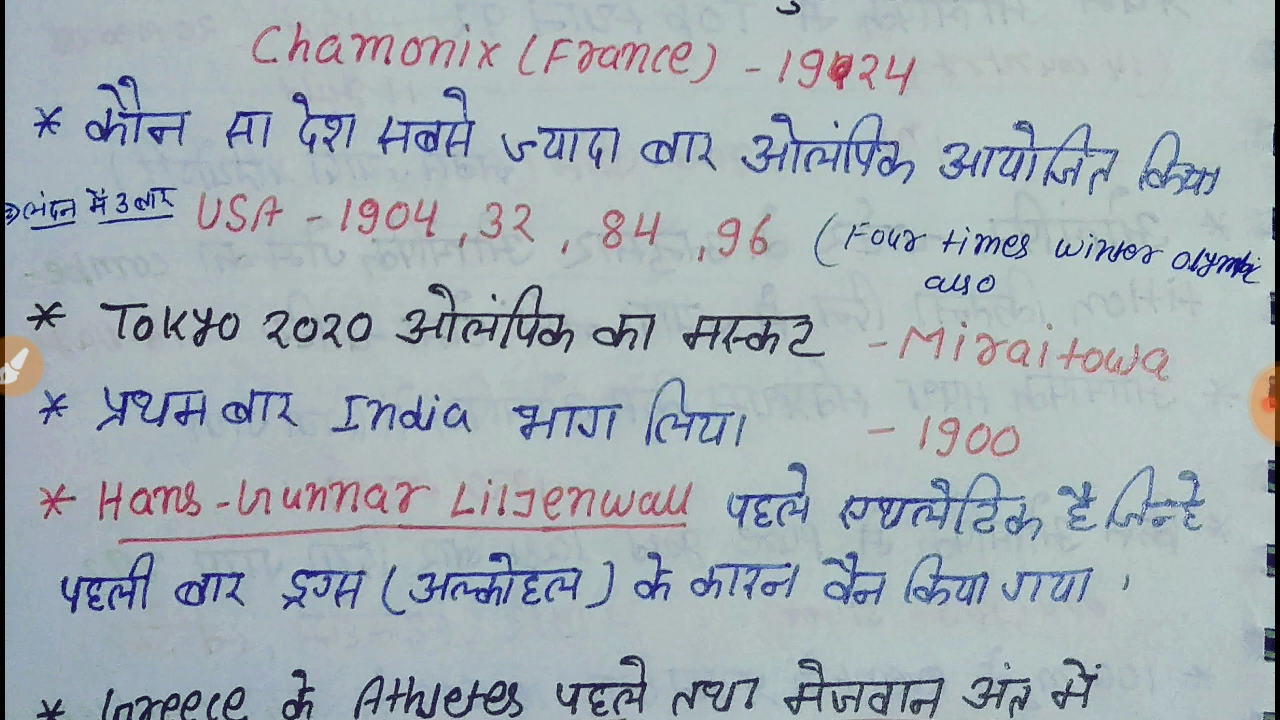 Chamonix (France) - 1924
* कौन सा देश सबसे ज्यादा बार ओलंपिक आयोजित किया
लंदन में 3 बार USA - 1904, 32, 84, 96 (Four times winter olympic
also
* Tokyo 2020 ओलंपिक का मस्कट - Miraitowa
* प्रथम बार India भाग लिया - 1900
* Hans-Gunnar Liljenwall पहले एथलेटिक है जिन्हे
पहली बार ड्रग्स (अल्कोहल) के कारन बैन किया गया ,
* Greece के Athletes पहले तथा मेजबान अंत में